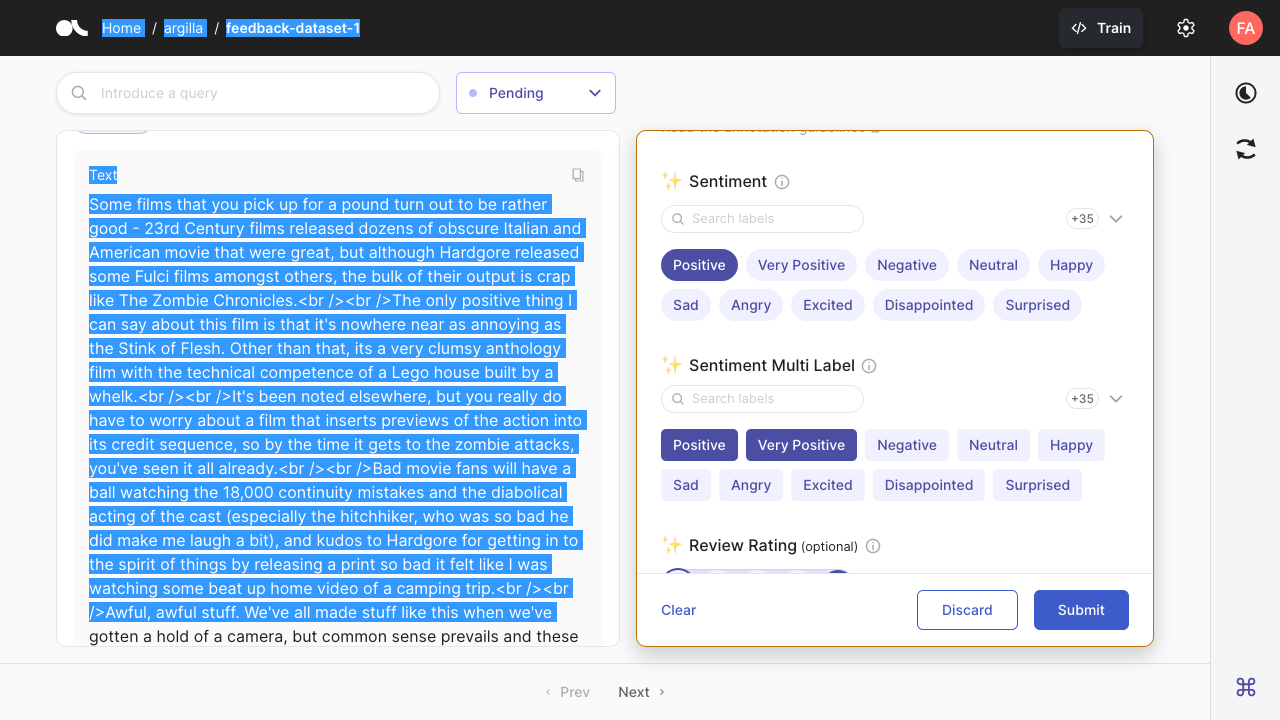 Home / argilla / feedback-dataset-1
Train
FA
Introduce a query
Pending
Text
Some films that you pick up for a pound turn out to be rather
good - 23rd Century films released dozens of obscure Italian and
American movie that were great, but although Hardgore released
some Fulci films amongst others, the bulk of their output is crap
like The Zombie Chronicles.<br /><br />The only positive thing I
can say about this film is that it's nowhere near as annoying as
the Stink of Flesh. Other than that, its a very clumsy anthology
film with the technical competence of a Lego house built by a
whelk.<br /><br />It's been noted elsewhere, but you really do
have to worry about a film that inserts previews of the action into
its credit sequence, so by the time it gets to the zombie attacks,
you've seen it all already.<br /><br />Bad movie fans will have a
ball watching the 18,000 continuity mistakes and the diabolical
acting of the cast (especially the hitchhiker, who was so bad he
did make me laugh a bit), and kudos to Hardgore for getting in to
the spirit of things by releasing a print so bad it felt like I was
watching some beat up home video of a camping trip.<br /><br
/>Awful, awful stuff. We've all made stuff like this when we've
gotten a hold of a camera, but common sense prevails and these
Read the annotation guidelines
Sentiment
Search labels
+35
Positive Very Positive Negative Neutral Happy
Sad Angry Excited Disappointed Surprised
Sentiment Multi Label
Search labels
+35
Positive Very Positive Negative Neutral Happy
Sad Angry Excited Disappointed Surprised
Review Rating (optional)
Clear
Discard
Submit
Prev
Next